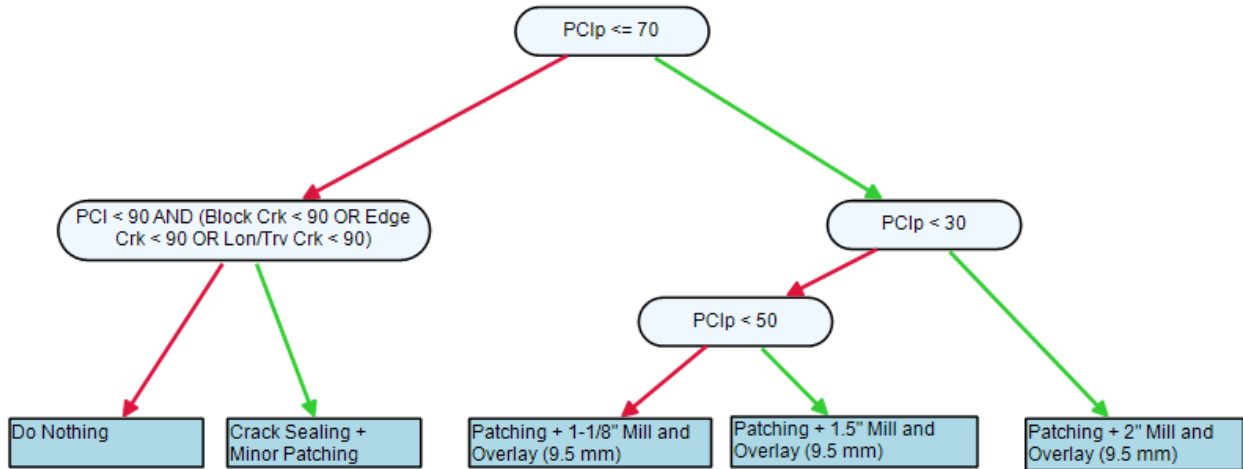 PCIp <= 70
PCI < 90 AND (Block Crk < 90 OR Edge
Crk < 90 OR Lon/Trv Crk < 90)
PCIp < 30
PCIp < 50
Do Nothing
Crack Sealing +
Minor Patching
Patching + 1-1/8" Mill and
Overlay (9.5 mm)
Patching + 1.5" Mill and
Overlay (9.5 mm)
Patching + 2" Mill and
Overlay (9.5 mm)